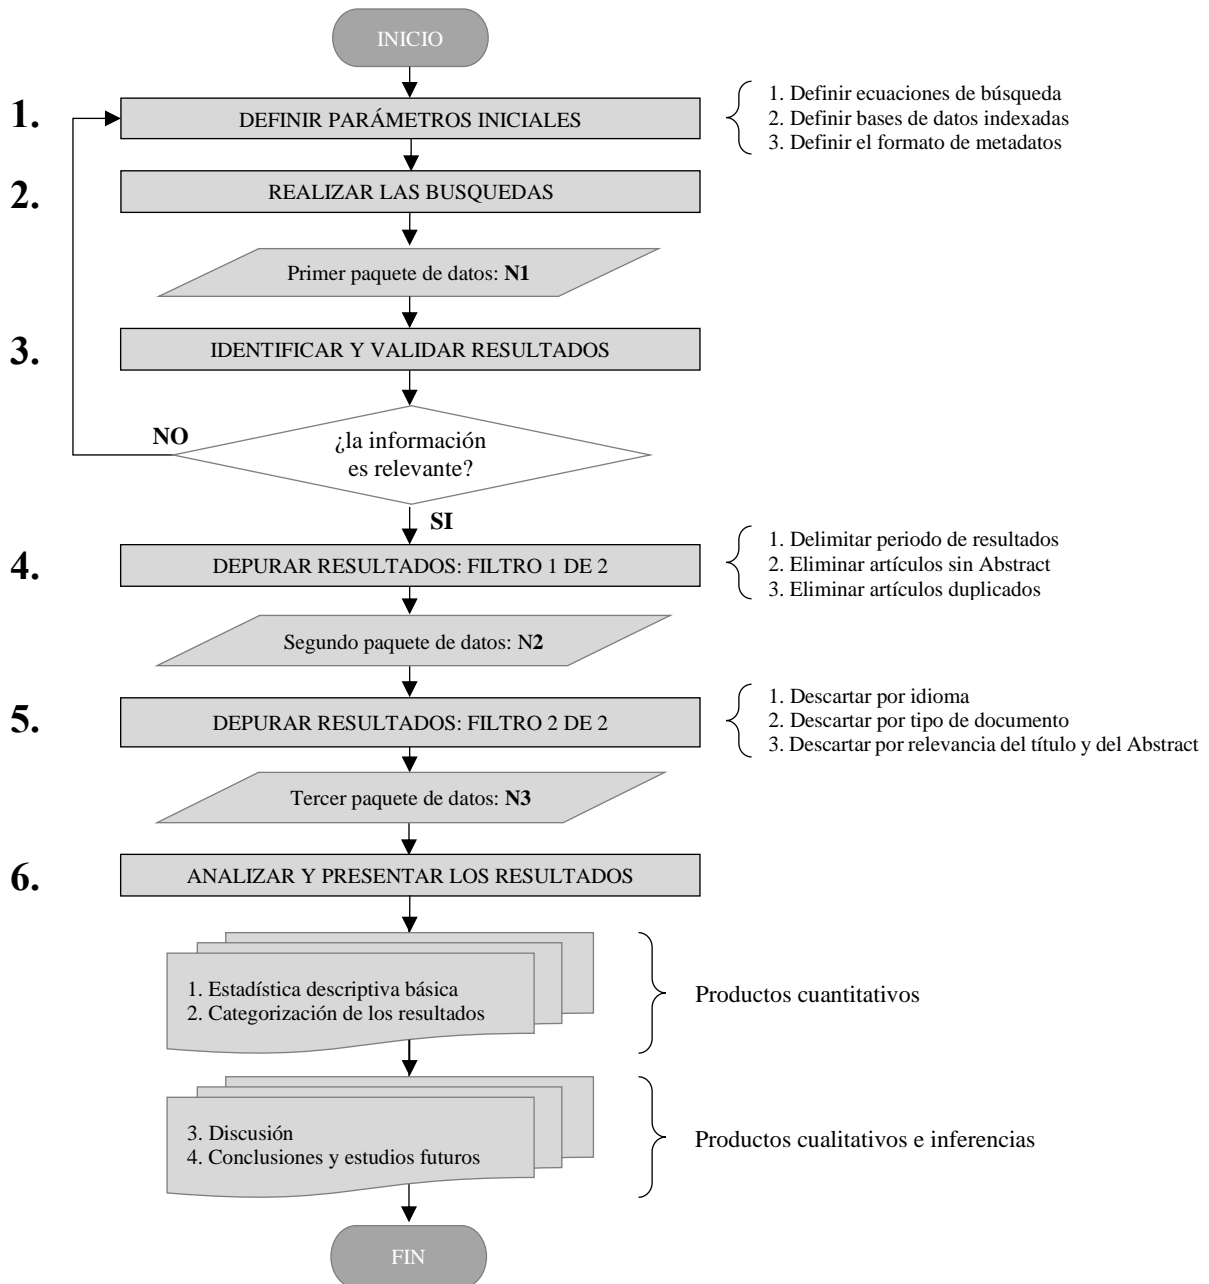 INICIO
1.
DEFINIR PARÁMETROS INICIALES
1. Definir ecuaciones de búsqueda
2. Definir bases de datos indexadas
3. Definir el formato de metadatos
2.
REALIZAR LAS BUSQUEDAS
Primer paquete de datos: N1
3.
IDENTIFICAR Y VALIDAR RESULTADOS
NO
¿la información
es relevante?
SI
4.
DEPURAR RESULTADOS: FILTRO 1 DE 2
1. Delimitar periodo de resultados
2. Eliminar artículos sin Abstract
3. Eliminar artículos duplicados
Segundo paquete de datos: N2
5.
DEPURAR RESULTADOS: FILTRO 2 DE 2
1. Descartar por idioma
2. Descartar por tipo de documento
3. Descartar por relevancia del título y del Abstract
Tercer paquete de datos: N3
6.
ANALIZAR Y PRESENTAR LOS RESULTADOS
1. Estadística descriptiva básica
2. Categorización de los resultados
Productos cuantitativos
3. Discusión
4. Conclusiones y estudios futuros
Productos cualitativos e inferencias
FIN